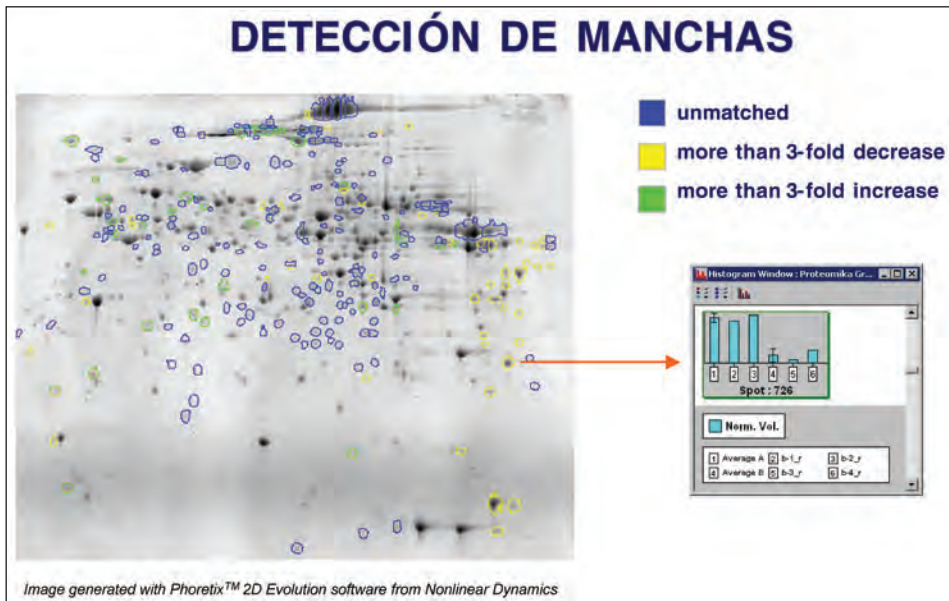 DETECCIÓN DE MANCHAS
unmatched
more than 3-fold decrease
more than 3-fold increase
Histogram Window : Proteomika Gr...
1 2 3 4 5 6
Spot : 726
Norm. Vol.
1 Average A 2 b-1_r 3 b-2_r
4 Average B 5 b-3_r 6 b-4_r
Image generated with Phoretix™ 2D Evolution software from Nonlinear Dynamics